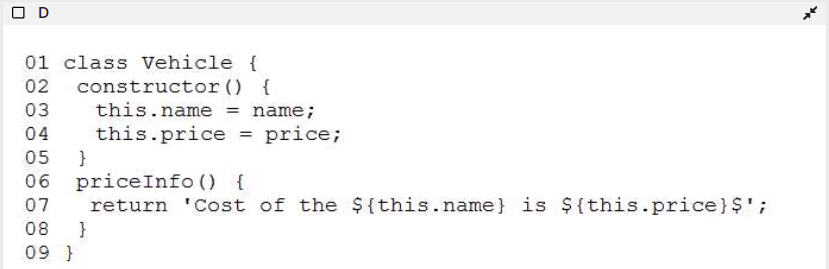 D
01 class Vehicle {
02 constructor() {
03 this.name = name;
04 this.price = price;
05 }
06 priceInfo() {
07 return 'Cost of the ${this.name} is ${this.price}$';
08 }
09 }